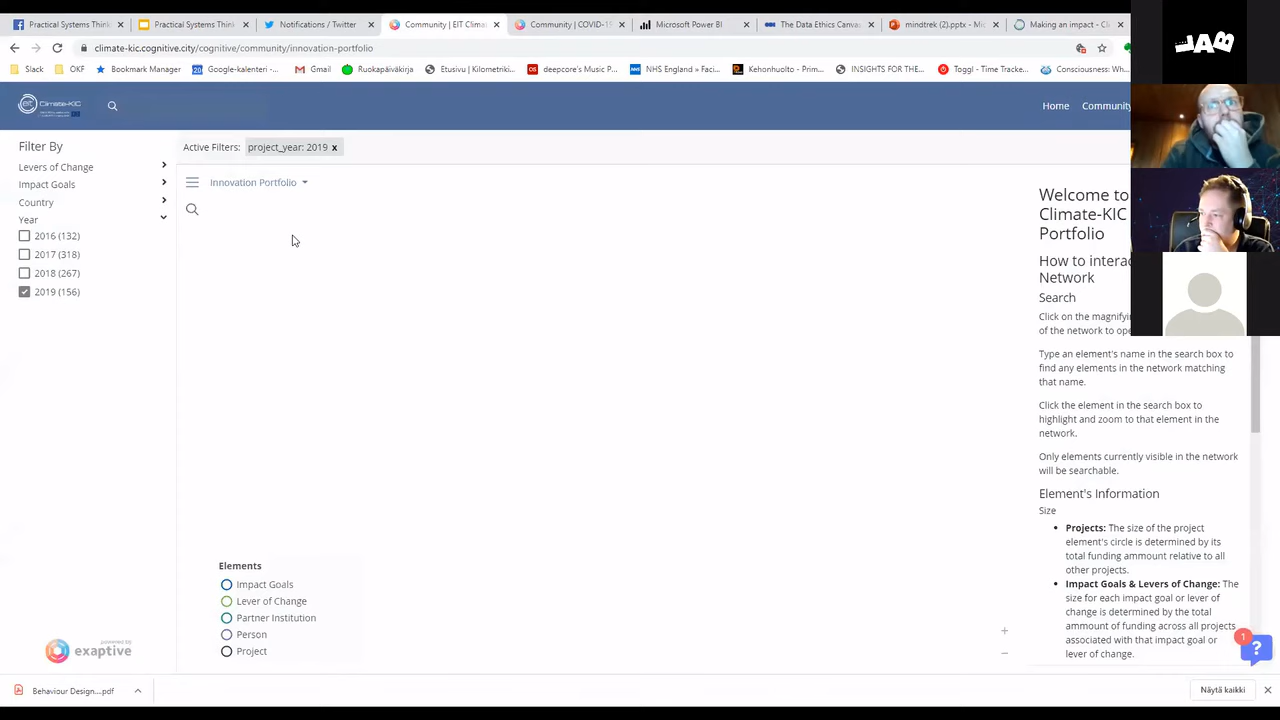 Facebook
Practical Systems Think
Practical Systems Think
Notifications / Twitter
Community | EIT Clima
Community | COVID-19
Microsoft Power BI
The Data Ethics Canvas
mindtrek (2).pptx - Mic
Making an impact - Cl
climate-kic.cognitive.city/cognitive/community/innovation-portfolio
Slack
OKF
Bookmark Manager
Google-kalenteri -...
Gmail
Ruokapäiväkirja
Etusivu | Kilometriki...
deepcore's Music P...
NHS England » Faci...
Kehonhuolto - Prim...
INSIGHTS FOR THE...
Toggl - Time Tracke...
Consciousness: Wh...
JAB
eit Climate-KIC
Home
Community
Filter By
Levers of Change
Impact Goals
Country
Year
2016 (132)
2017 (318)
2018 (267)
2019 (156)
Active Filters: project_year: 2019 x
Innovation Portfolio
Welcome to
Climate-KIC
Portfolio
How to interac
Network
Search
Click on the magnifyi
of the network to ope
Type an element's name in the search box to
find any elements in the network matching
that name.
Click the element in the search box to
highlight and zoom to that element in the
network.
Only elements currently visible in the network
will be searchable.
Element's Information
Size
Projects: The size of the project
element's circle is determined by its
total funding ammount relative to all
other projects.
Impact Goals & Levers of Change: The
size for each impact goal or lever of
change is determined by the total
ammount of funding across all projects
associated with that impact goal or
lever of change.
Elements
Impact Goals
Lever of Change
Partner Institution
Person
Project
+
−
1
?
powered by
exaptive
Behaviour Design....pdf
Näytä kaikki